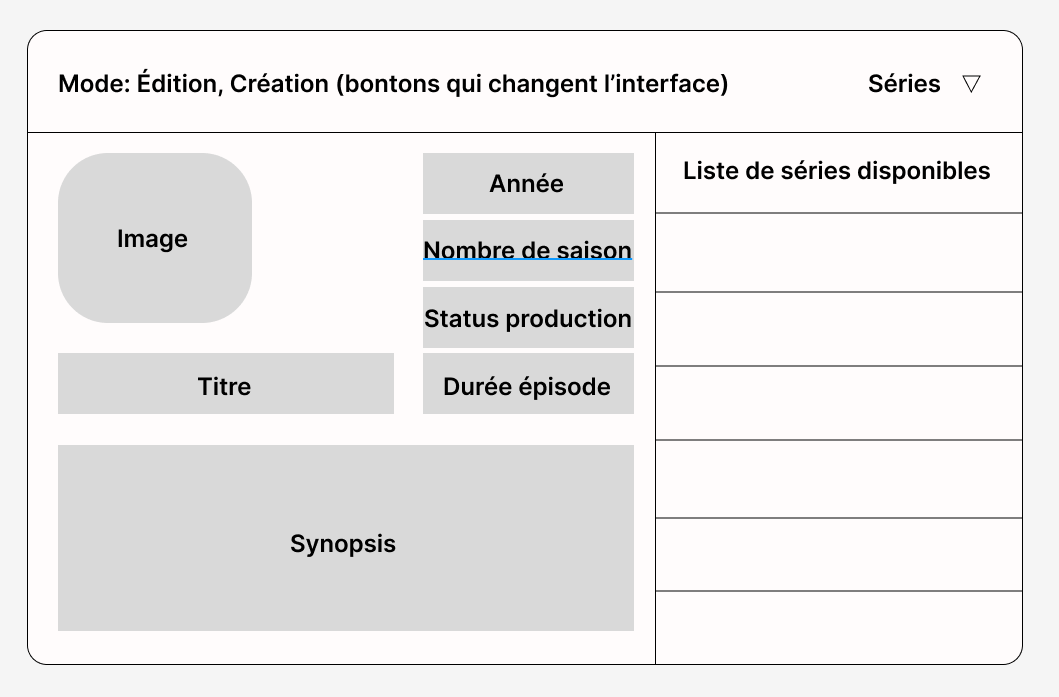 Mode: Édition, Création (bontons qui changent l’interface)
Séries
Image
Année
Nombre de saison
Status production
Titre
Durée épisode
Synopsis
Liste de séries disponibles